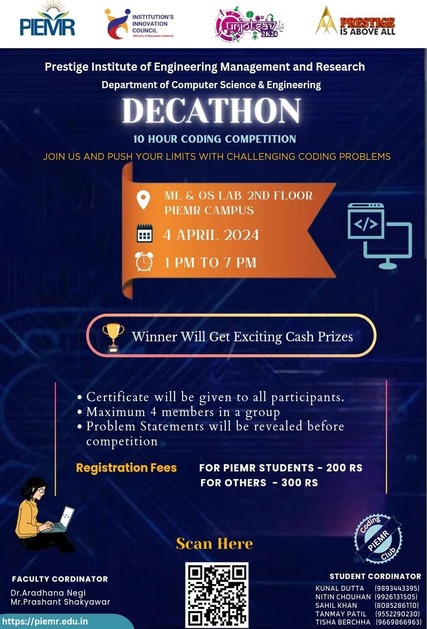 PIEMR
INSTITUTION'S
INNOVATION
COUNCIL
(Ministry of Education Initiative)
PRESTIGE
IS ABOVE ALL
Prestige Institute of Engineering Management and Research
Department of Computer Science & Engineering
DECATHON
10 HOUR CODING COMPETITION
JOIN US AND PUSH YOUR LIMITS WITH CHALLENGING CODING PROBLEMS
ML & OS LAB 2ND FLOOR
PIEMR CAMPUS
4 APRIL 2024
1 PM TO 7 PM
</>
Winner Will Get Exciting Cash Prizes
• Certificate will be given to all participants.
• Maximum 4 members in a group
• Problem Statements will be revealed before
competition
Registration Fees FOR PIEMR STUDENTS - 200 RS
FOR OTHERS - 300 RS
Scan Here
Coding
PIEMR
Club
FACULTY CORDINATOR
Dr.Aradhana Negi
Mr.Prashant Shakyawar
STUDENT CORDINATOR
KUNAL DUTTA (9893443395)
NITIN CHOUHAN (9926131505)
SAHIL KHAN (8085286110)
TANMAY PATIL (9552290230)
TISHA BERCHHA (9669866963)
https://piemr.edu.in